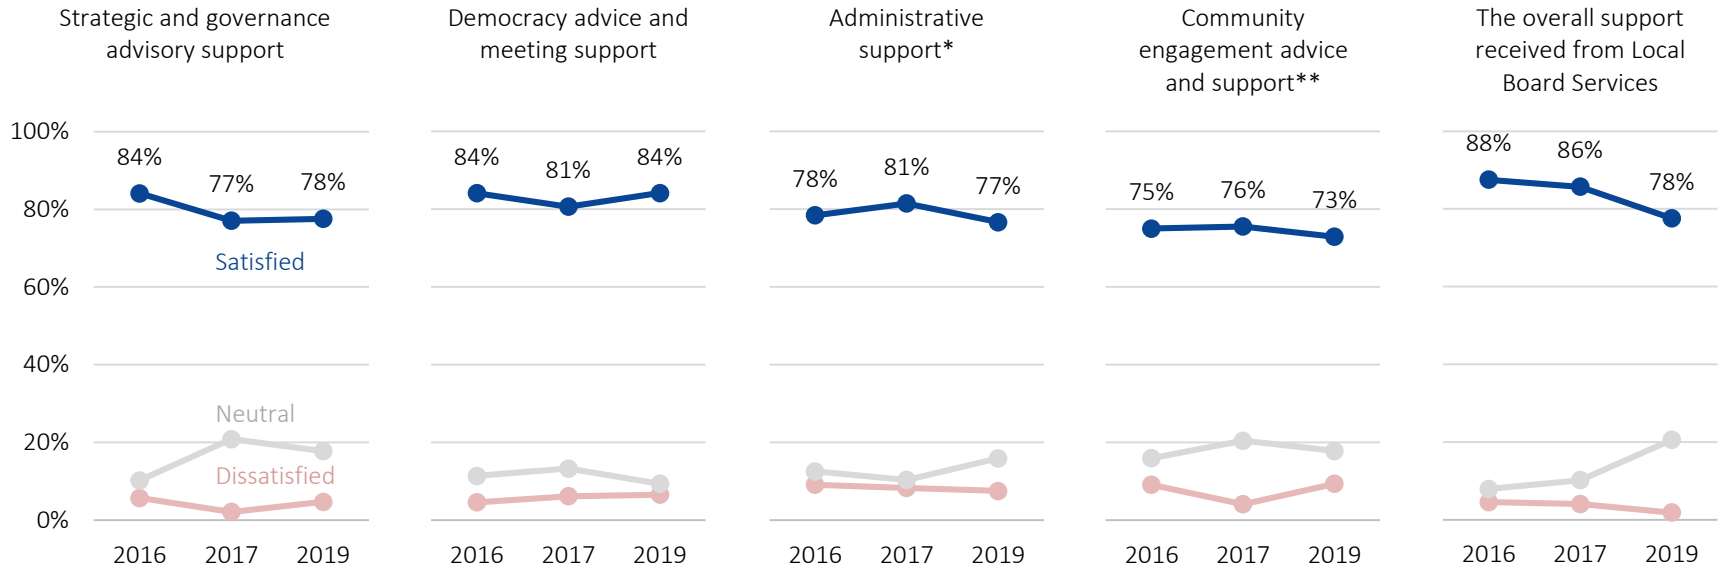 Strategic and governance
advisory support
Democracy advice and
meeting support
Administrative
support*
Community
engagement advice
and support**
The overall support
received from Local
Board Services
100%
80%
60%
40%
20%
0%
84%
77%
78%
Satisfied
Neutral
Dissatisfied
2016
2017
2019
84%
81%
84%
2016
2017
2019
78%
81%
77%
2016
2017
2019
75%
76%
73%
2016
2017
2019
88%
86%
78%
2016
2017
2019